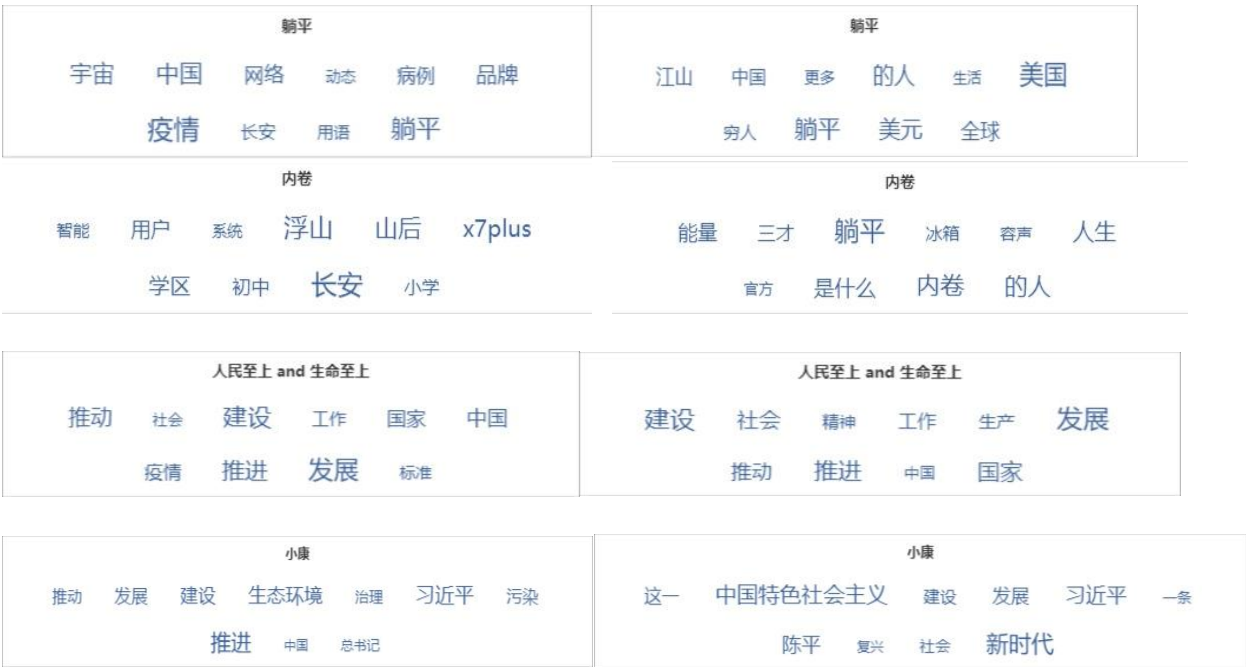 躺平
宇宙 中国 网络 动态 病例 品牌
疫情 长安 用语 躺平
躺平
江山 中国 更多 的人 生活 美国
穷人 躺平 美元 全球
内卷
智能 用户 系统 浮山 山后 x7plus
学区 初中 长安 小学
内卷
能量 三才 躺平 冰箱 容声 人生
官方 是什么 内卷 的人
人民至上 and 生命至上
推动 社会 建设 工作 国家 中国
疫情 推进 发展 标准
人民至上 and 生命至上
建设 社会 精神 工作 生产 发展
推动 推进 中国 国家
小康
推动 发展 建设 生态环境 治理 习近平 污染
推进 中国 总书记
小康
这一 中国特色社会主义 建设 发展 习近平 一条
陈平 复兴 社会 新时代